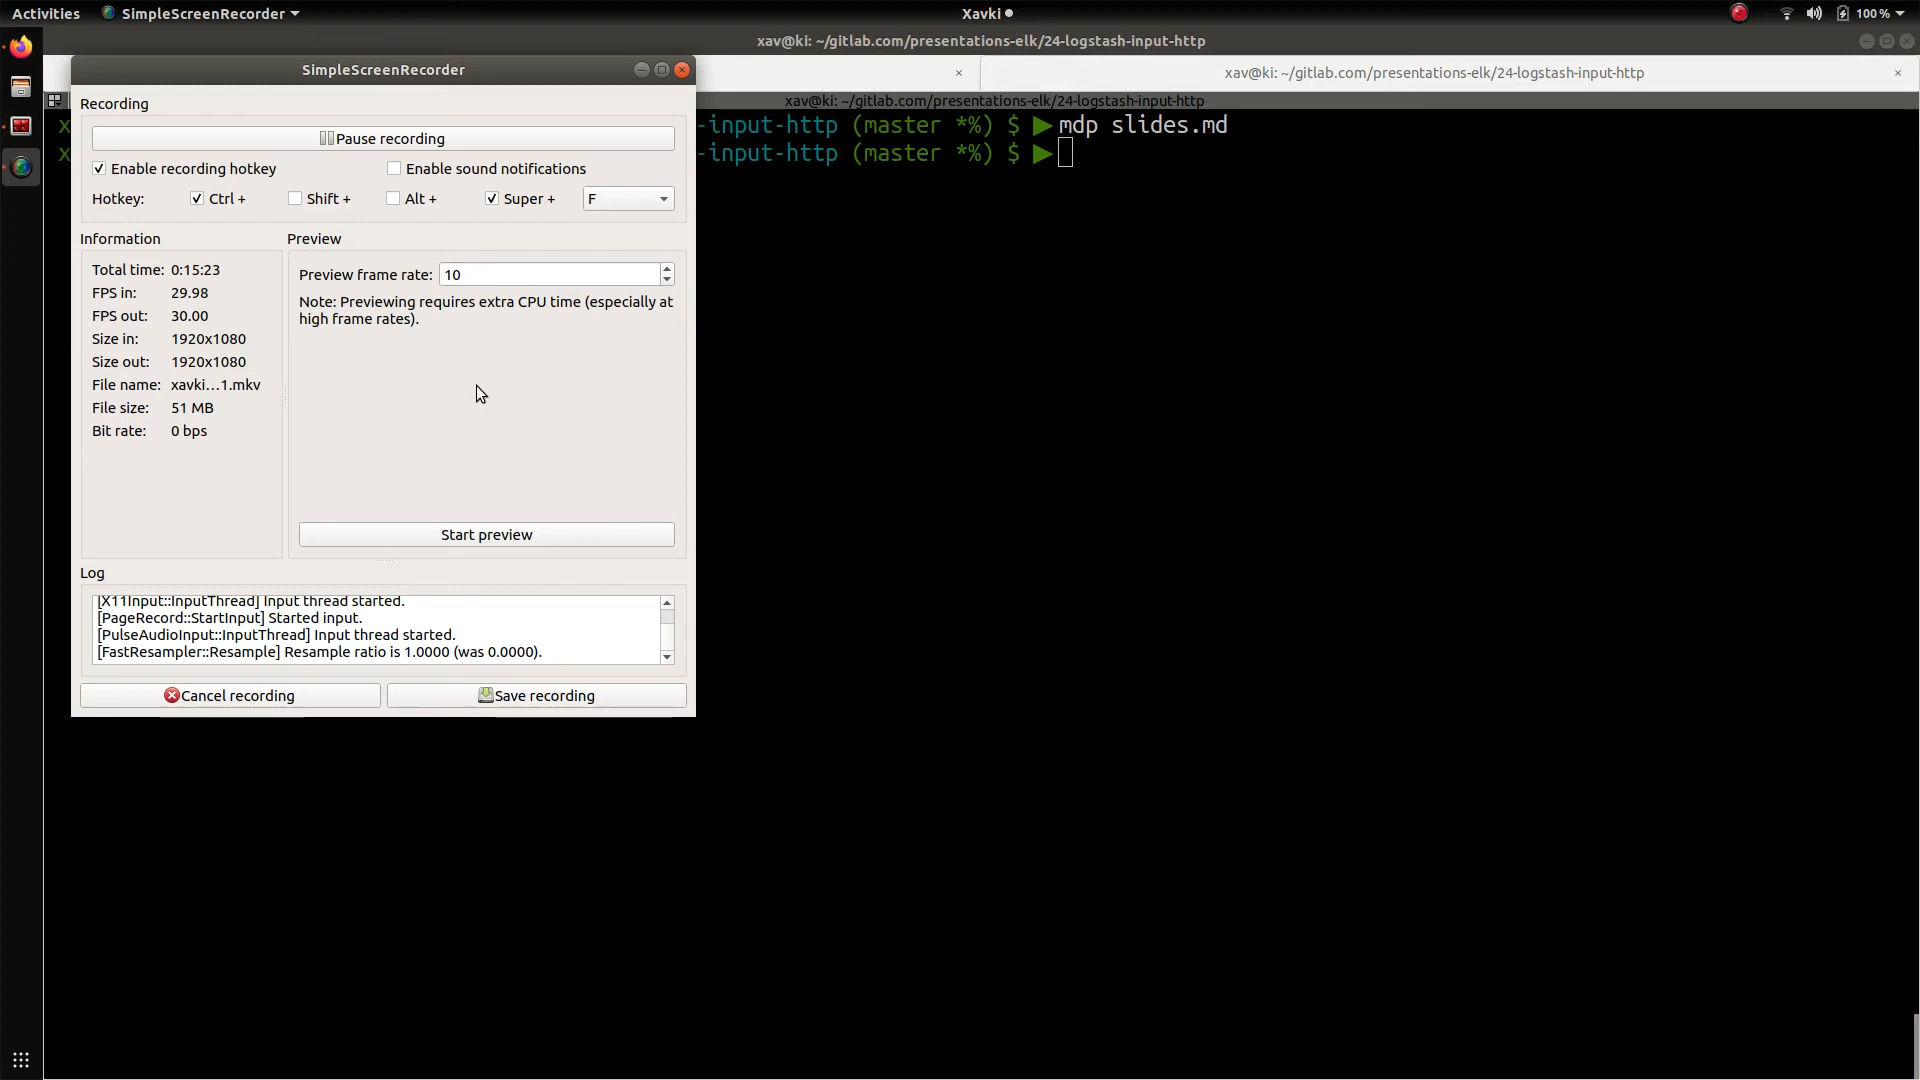 Activities SimpleScreenRecorder Xavki 100 %
xav@ki: ~/gitlab.com/presentations-elk/24-logstash-input-http
SimpleScreenRecorder
xav@ki: ~/gitlab.com/presentations-elk/24-logstash-input-http
xav@ki: ~/gitlab.com/presentations-elk/24-logstash-input-http
x -input-http (master *%) $ ▶mdp slides.md
x -input-http (master *%) $ ▶
Recording
Pause recording
Enable recording hotkey Enable sound notifications
Hotkey: Ctrl + Shift + Alt + Super + F
Information
Total time: 0:15:23
FPS in: 29.98
FPS out: 30.00
Size in: 1920x1080
Size out: 1920x1080
File name: xavki...1.mkv
File size: 51 MB
Bit rate: 0 bps
Preview
Preview frame rate: 10
Note: Previewing requires extra CPU time (especially at
high frame rates).
Start preview
Log
[X11Input::InputThread] Input thread started.
[PageRecord::StartInput] Started input.
[PulseAudioInput::InputThread] Input thread started.
[FastResampler::Resample] Resample ratio is 1.0000 (was 0.0000).
Cancel recording Save recording